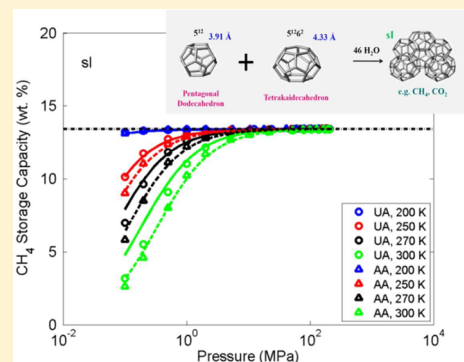 5¹² 3.91 Å
5¹²6² 4.33 Å
46 H₂O
sI
+
Pentagonal
Dodecahedron
Tetrakaidecahedron
e.g. CH₄, CO₂
sI
CH₄ Storage Capacity (wt. %)
15
10
5
0
UA, 200 K
UA, 250 K
UA, 270 K
UA, 300 K
AA, 200 K
AA, 250 K
AA, 270 K
AA, 300 K
10⁻² 10⁰ 10² 10⁴
Pressure (MPa)